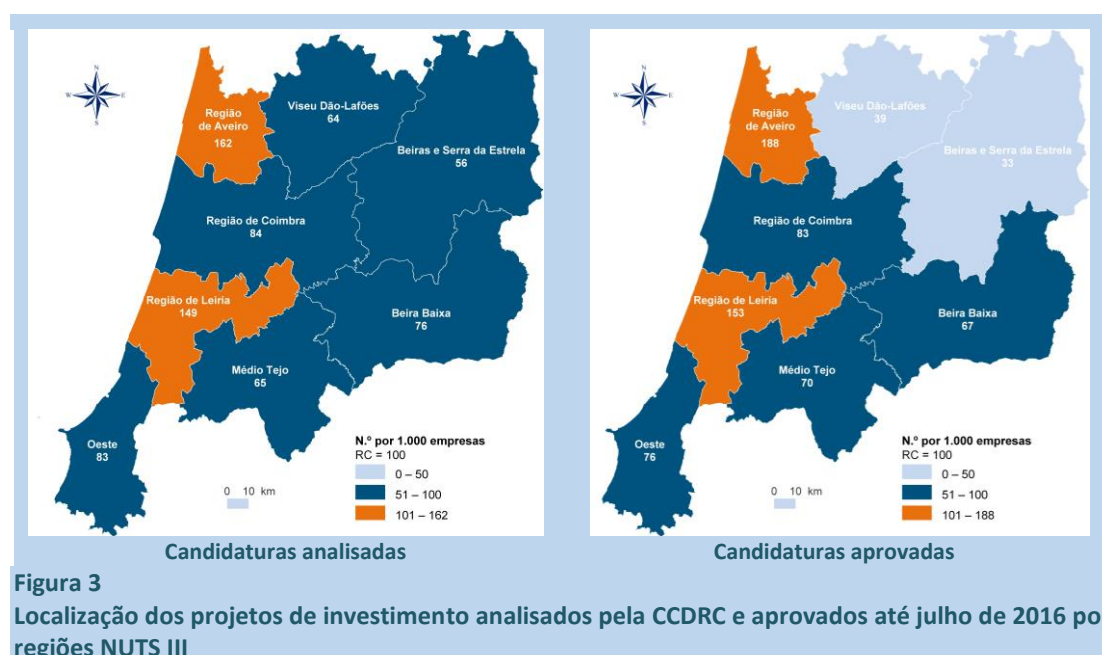 N
W E
S
Região
de Aveiro
162
Viseu Dão-Lafões
64
Beiras e Serra da Estrela
56
Região de Coimbra
84
Região de Leiria
149
Beira Baixa
76
Médio Tejo
65
Oeste
83
N.º por 1.000 empresas
RC = 100
0 – 50
51 – 100
101 – 162
0 10 km
Candidaturas analisadas
N
W E
S
Região
de Aveiro
188
Viseu Dão-Lafões
39
Beiras e Serra da Estrela
33
Região de Coimbra
83
Região de Leiria
153
Beira Baixa
67
Médio Tejo
70
Oeste
76
N.º por 1.000 empresas
RC = 100
0 – 50
51 – 100
101 – 188
0 10 km
Candidaturas aprovadas
Figura 3
Localização dos projetos de investimento analisados pela CCDRC e aprovados até julho de 2016 po
regiões NUTS III